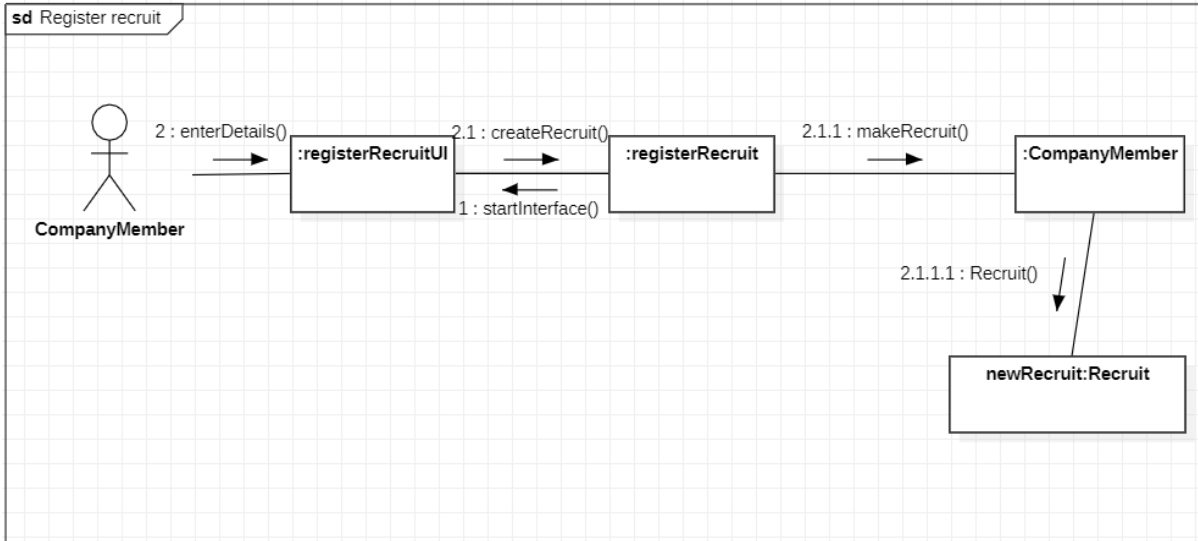 sd Register recruit
2 : enterDetails()
2.1 : createRecruit()
2.1.1 : makeRecruit()
:registerRecruitUI
:registerRecruit
:CompanyMember
1 : startInterface()
CompanyMember
2.1.1.1 : Recruit()
newRecruit:Recruit